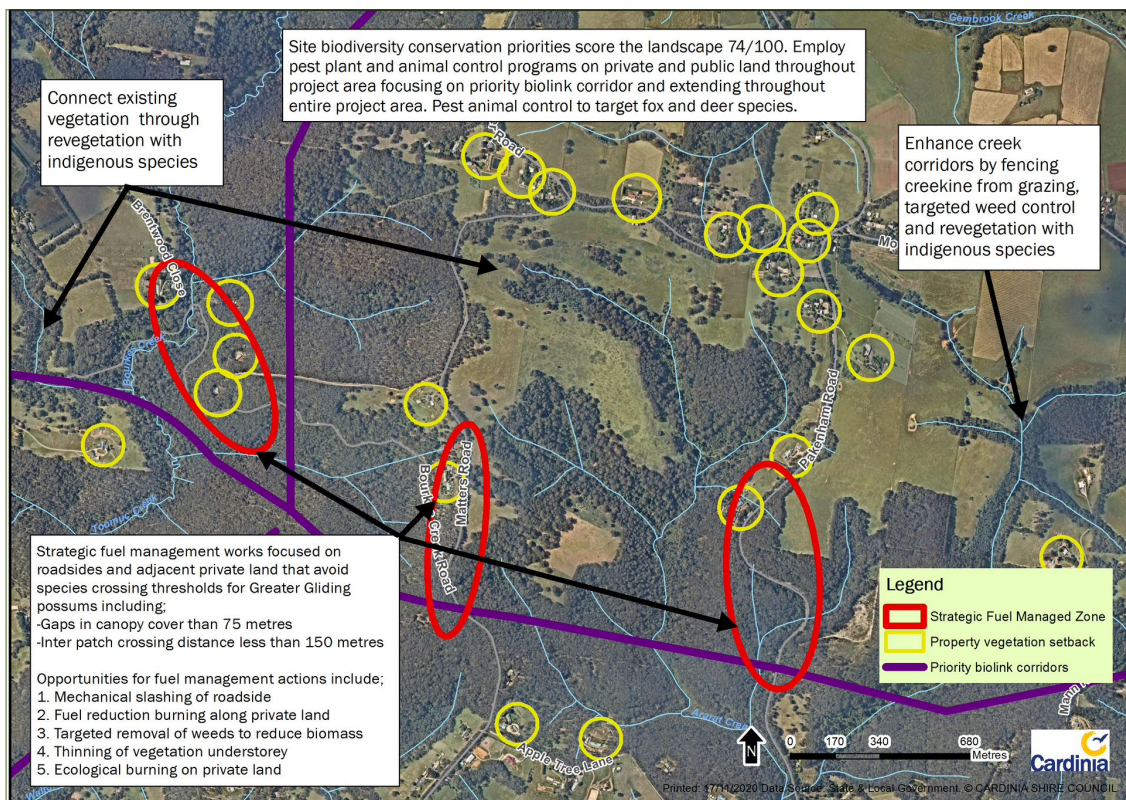 Gembrook Creek
Site biodiversity conservation priorities score the landscape 74/100. Employ
pest plant and animal control programs on private and public land throughout
project area focusing on priority biolink corridor and extending throughout
entire project area. Pest animal control to target fox and deer species.
Connect existing
vegetation through
revegetation with
indigenous species
Road
Enhance creek
corridors by fencing
creekine from grazing,
targeted weed control
and revegetation with
indigenous species
Brentwood Close
Bourkes Creek
Pakenham Road
Matters Road
Bourkes Creek Road
Toomuc Creek
Strategic fuel management works focused on
roadsides and adjacent private land that avoid
species crossing thresholds for Greater Gliding
possums including;
-Gaps in canopy cover than 75 metres
-Inter patch crossing distance less than 150 metres
Opportunities for fuel management actions include;
1. Mechanical slashing of roadside
2. Fuel reduction burning along private land
3. Targeted removal of weeds to reduce biomass
4. Thinning of vegetation understorey
5. Ecological burning on private land
Legend
Strategic Fuel Managed Zone
Property vegetation setback
Priority biolink corridors
Ararat Creek
Apple Tree Lane
N
0 170 340 680
Metres
Cardinia
Printed: 17/11/2020 Data Source: State & Local Government. © CARDINIA SHIRE COUNCIL